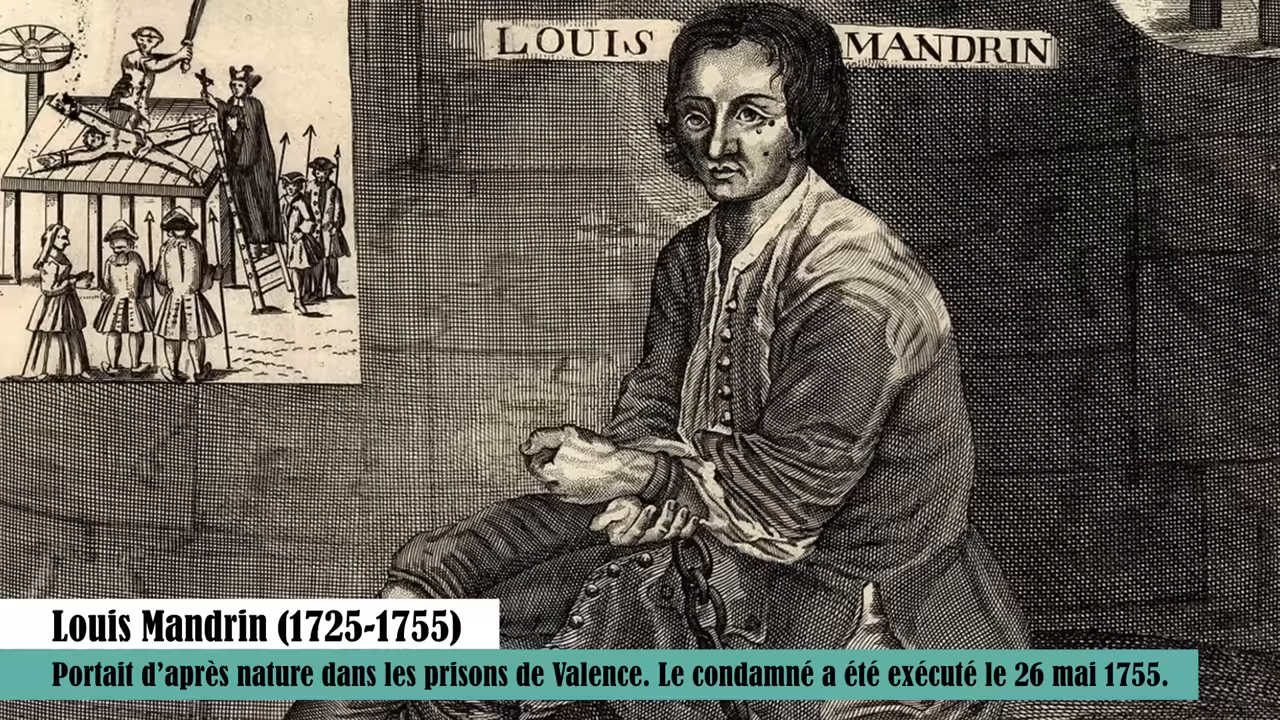 LOUIS MANDRIN
Louis Mandrin (1725-1755)
Portait d’après nature dans les prisons de Valence. Le condamné a été exécuté le 26 mai 1755.